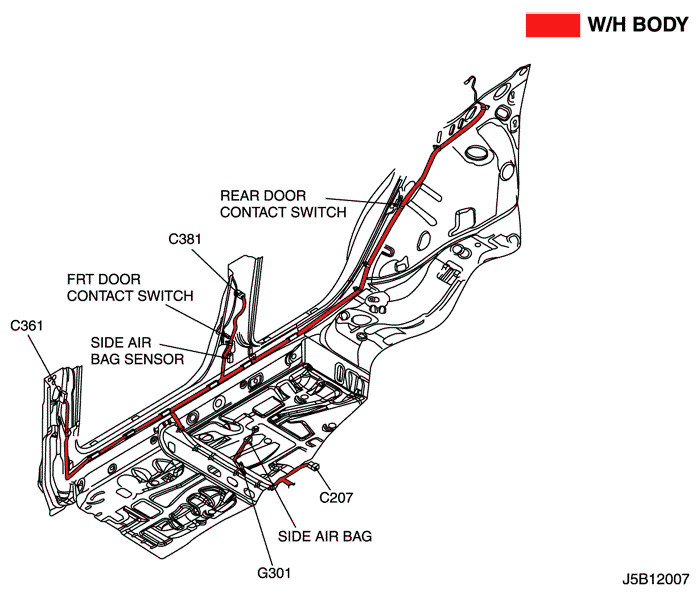 W/H BODY
REAR DOOR
CONTACT SWITCH
C381
FRT DOOR
CONTACT SWITCH
C361
SIDE AIR
BAG SENSOR
C207
SIDE AIR BAG
G301
J5B12007